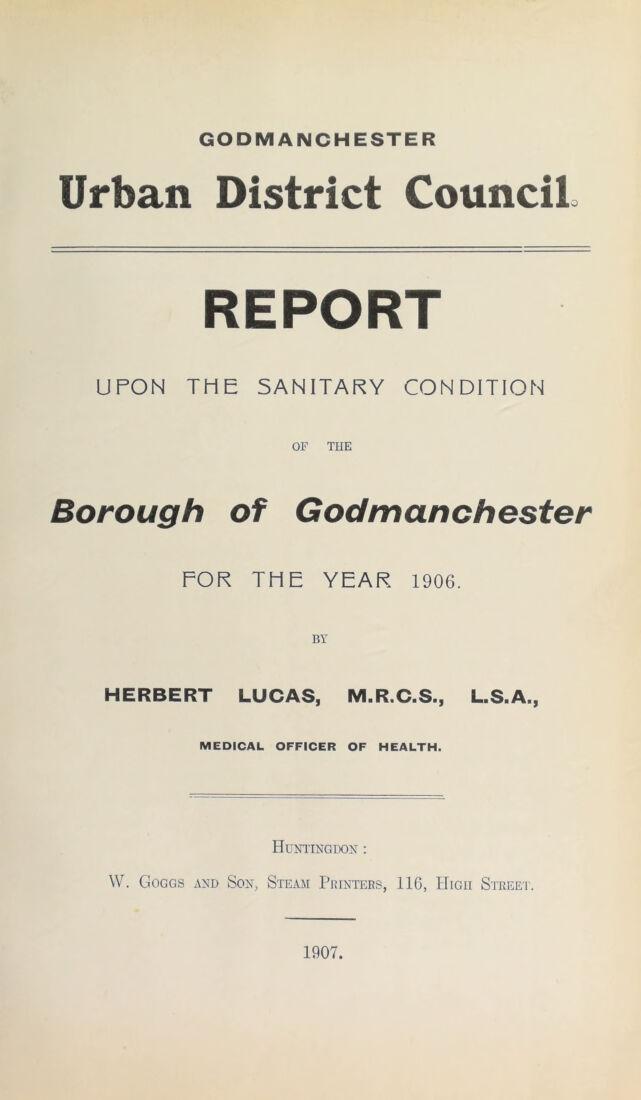 GODMANCHESTER
Urban District Council.
REPORT
UPON THE SANITARY CONDITION
OF THE
Borough of Godmanchester
FOR THE YEAR 1906.
BY
HERBERT LUCAS, M.R.C.S., L.S.A.,
MEDICAL OFFICER OF HEALTH.
HUNTINGDON :
W. GOGGS AND SON, STEAM PRINTERS, 116, HIGH STREET.
1907.